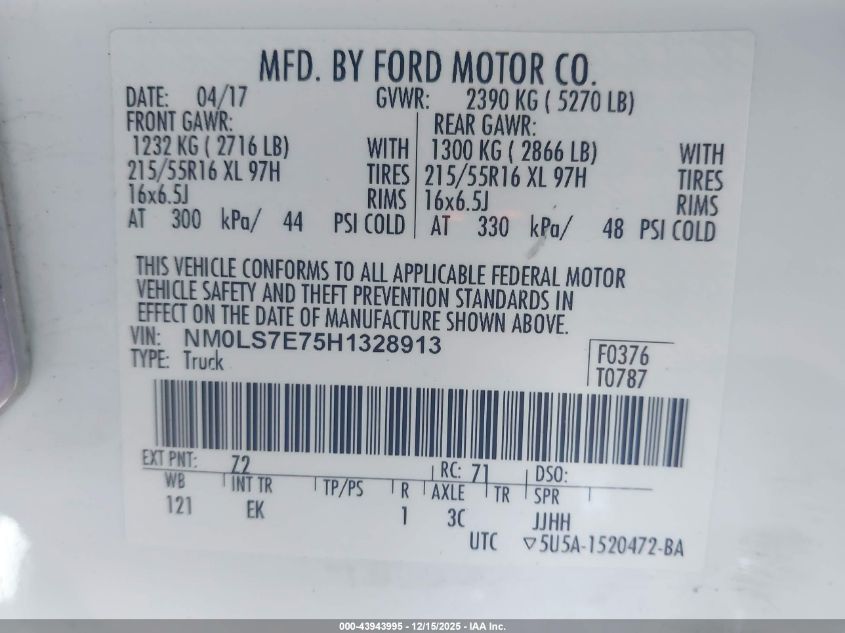 MFD. BY FORD MOTOR CO.
DATE: 04/17 GVWR: 2390 KG ( 5270 LB)
FRONT GAWR: REAR GAWR:
1232 KG ( 2716 LB) WITH 1300 KG ( 2866 LB) WITH
215/55R16 XL 97H TIRES 215/55R16 XL 97H TIRES
16x6.5J RIMS 16x6.5J RIMS
AT 300 kPa/ 44 PSI COLD AT 330 kPa/ 48 PSI COLD
THIS VEHICLE CONFORMS TO ALL APPLICABLE FEDERAL MOTOR
VEHICLE SAFETY AND THEFT PREVENTION STANDARDS IN
EFFECT ON THE DATE OF MANUFACTURE SHOWN ABOVE.
VIN: NM0LS7E75H1328913
TYPE: Truck
F0376
T0787
EXT PNT: 72 RC: 71 DSO:
WB INT TR TP/PS R AXLE TR SPR
121 EK 1 3C JJHH
UTC ▽5U5A-1520472-BA
000-43943995 - 12/15/2025 - IAA Inc.